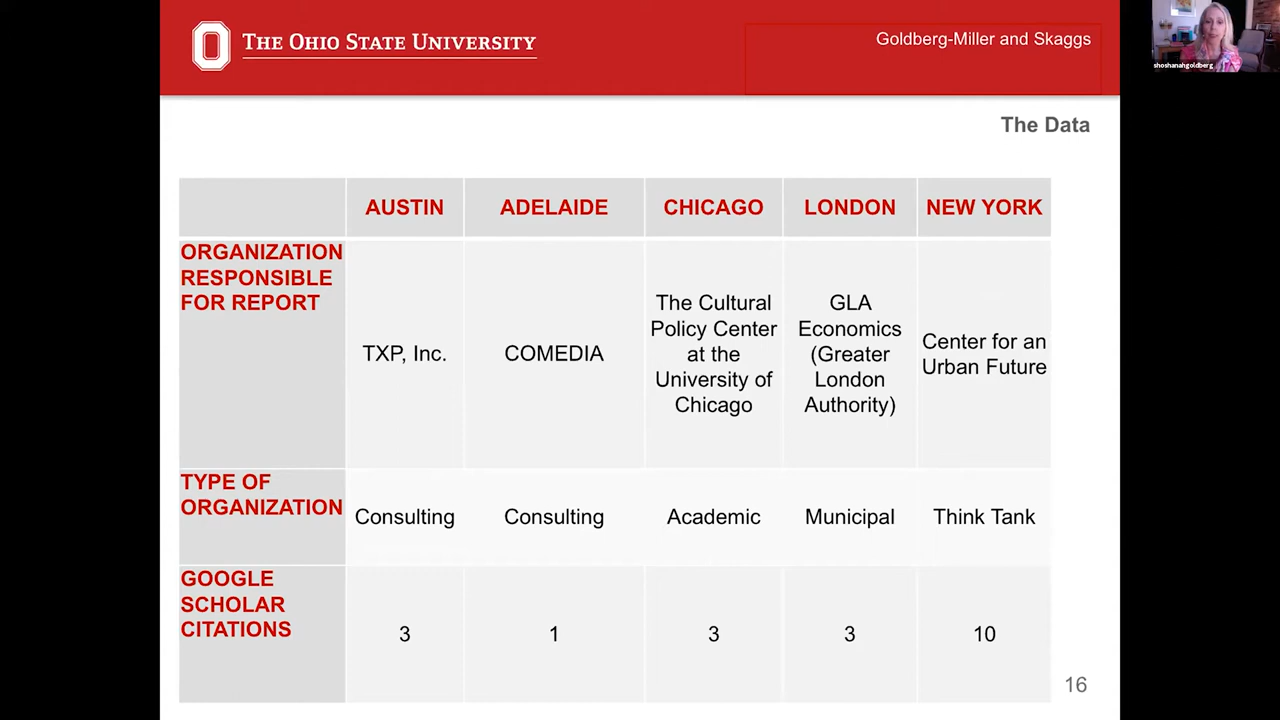 THE OHIO STATE UNIVERSITY
Goldberg-Miller and Skaggs
shoshanahgoldberg
The Data
AUSTIN
ADELAIDE
CHICAGO
LONDON
NEW YORK
ORGANIZATION
RESPONSIBLE
FOR REPORT
TXP, Inc.
COMEDIA
The Cultural
Policy Center
at the
University of
Chicago
GLA
Economics
(Greater
London
Authority)
Center for an
Urban Future
TYPE OF
ORGANIZATION
Consulting
Consulting
Academic
Municipal
Think Tank
GOOGLE
SCHOLAR
CITATIONS
3
1
3
3
10
16